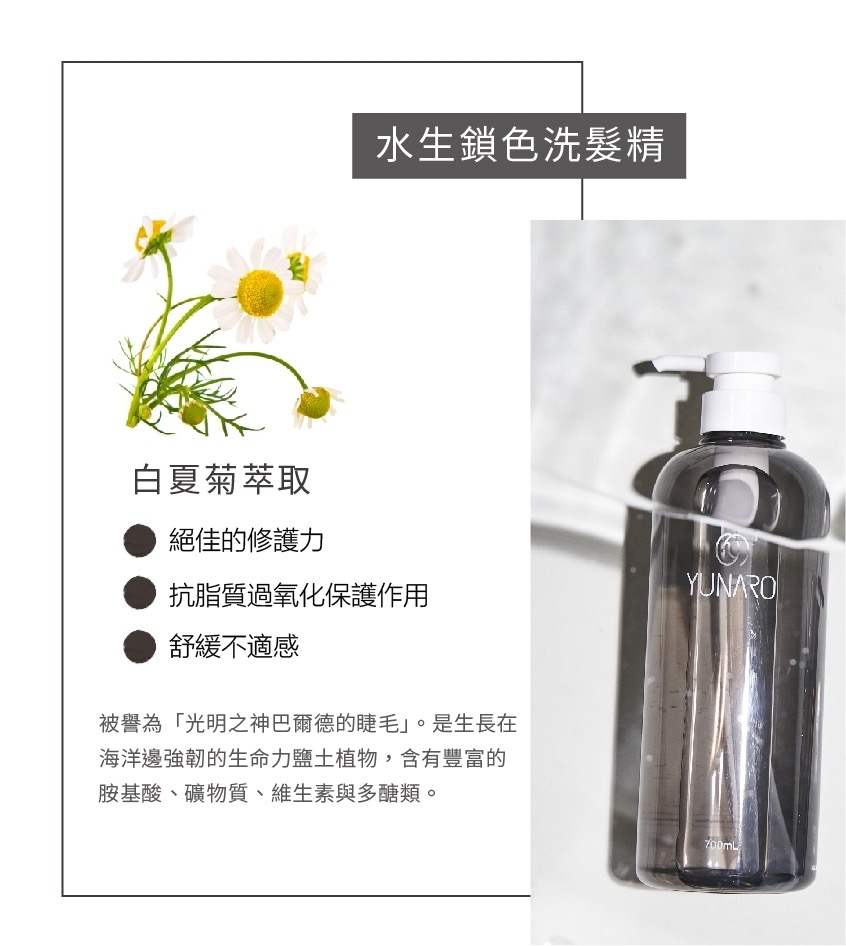 水生鎖色洗髮精
白夏菊萃取
絕佳的修護力
抗脂質過氧化保護作用
舒緩不適感
被譽為「光明之神巴爾德的睫毛」。是生長在
海洋邊強韌的生命力鹽土植物，含有豐富的
胺基酸、礦物質、維生素與多醣類。
YUNARO
700mL